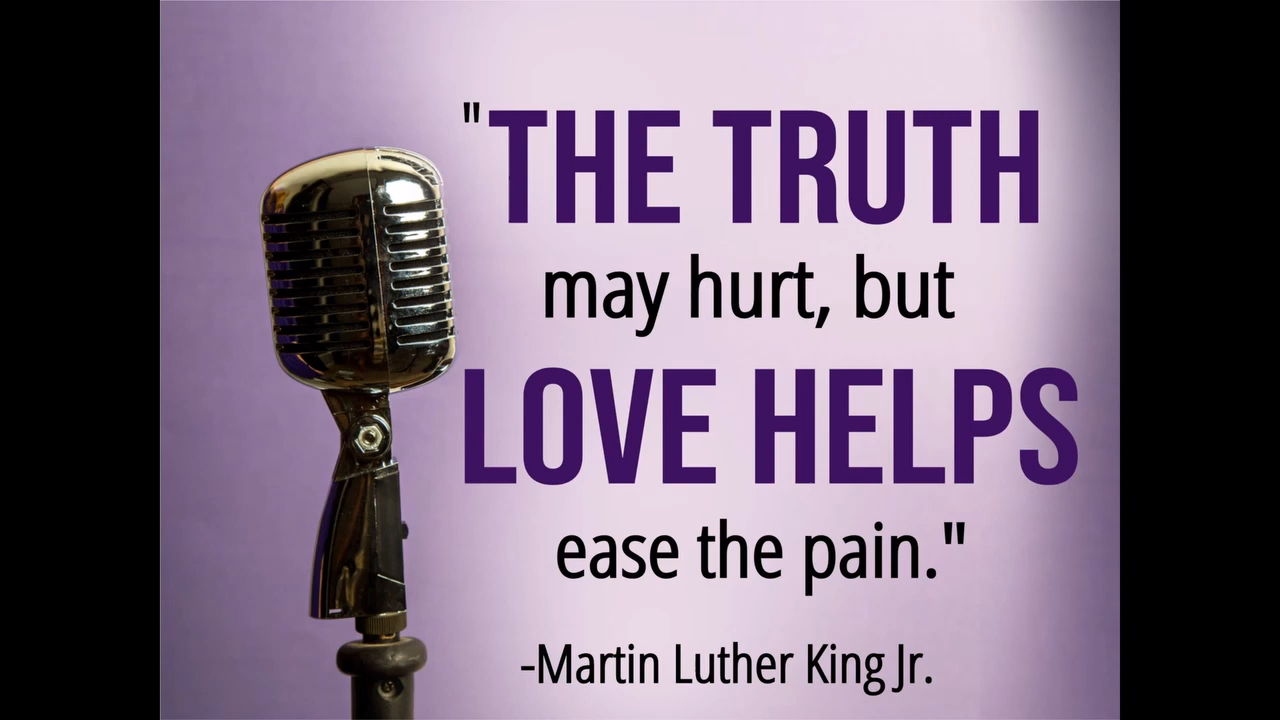 "THE TRUTH
may hurt, but
LOVE HELPS
ease the pain."
-Martin Luther King Jr.